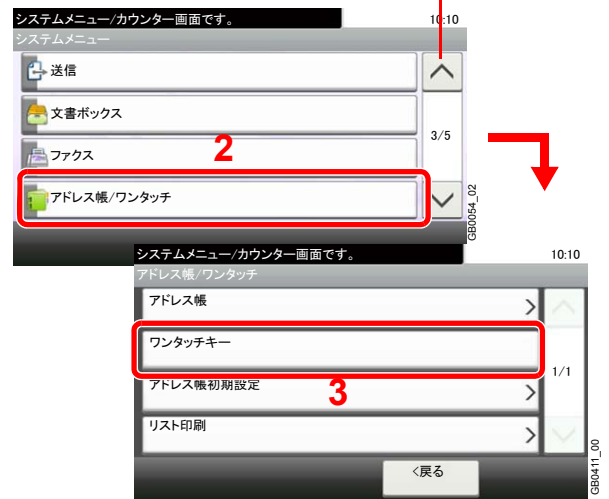 システムメニュー/カウンター画面です。
10:10
システムメニュー
送信
文書ボックス
ファクス
2
アドレス帳/ワンタッチ
3/5
GB0054_02
システムメニュー/カウンター画面です。
10:10
アドレス帳/ワンタッチ
アドレス帳
ワンタッチキー
アドレス帳初期設定
3
リスト印刷
1/1
<戻る
GB0411_00